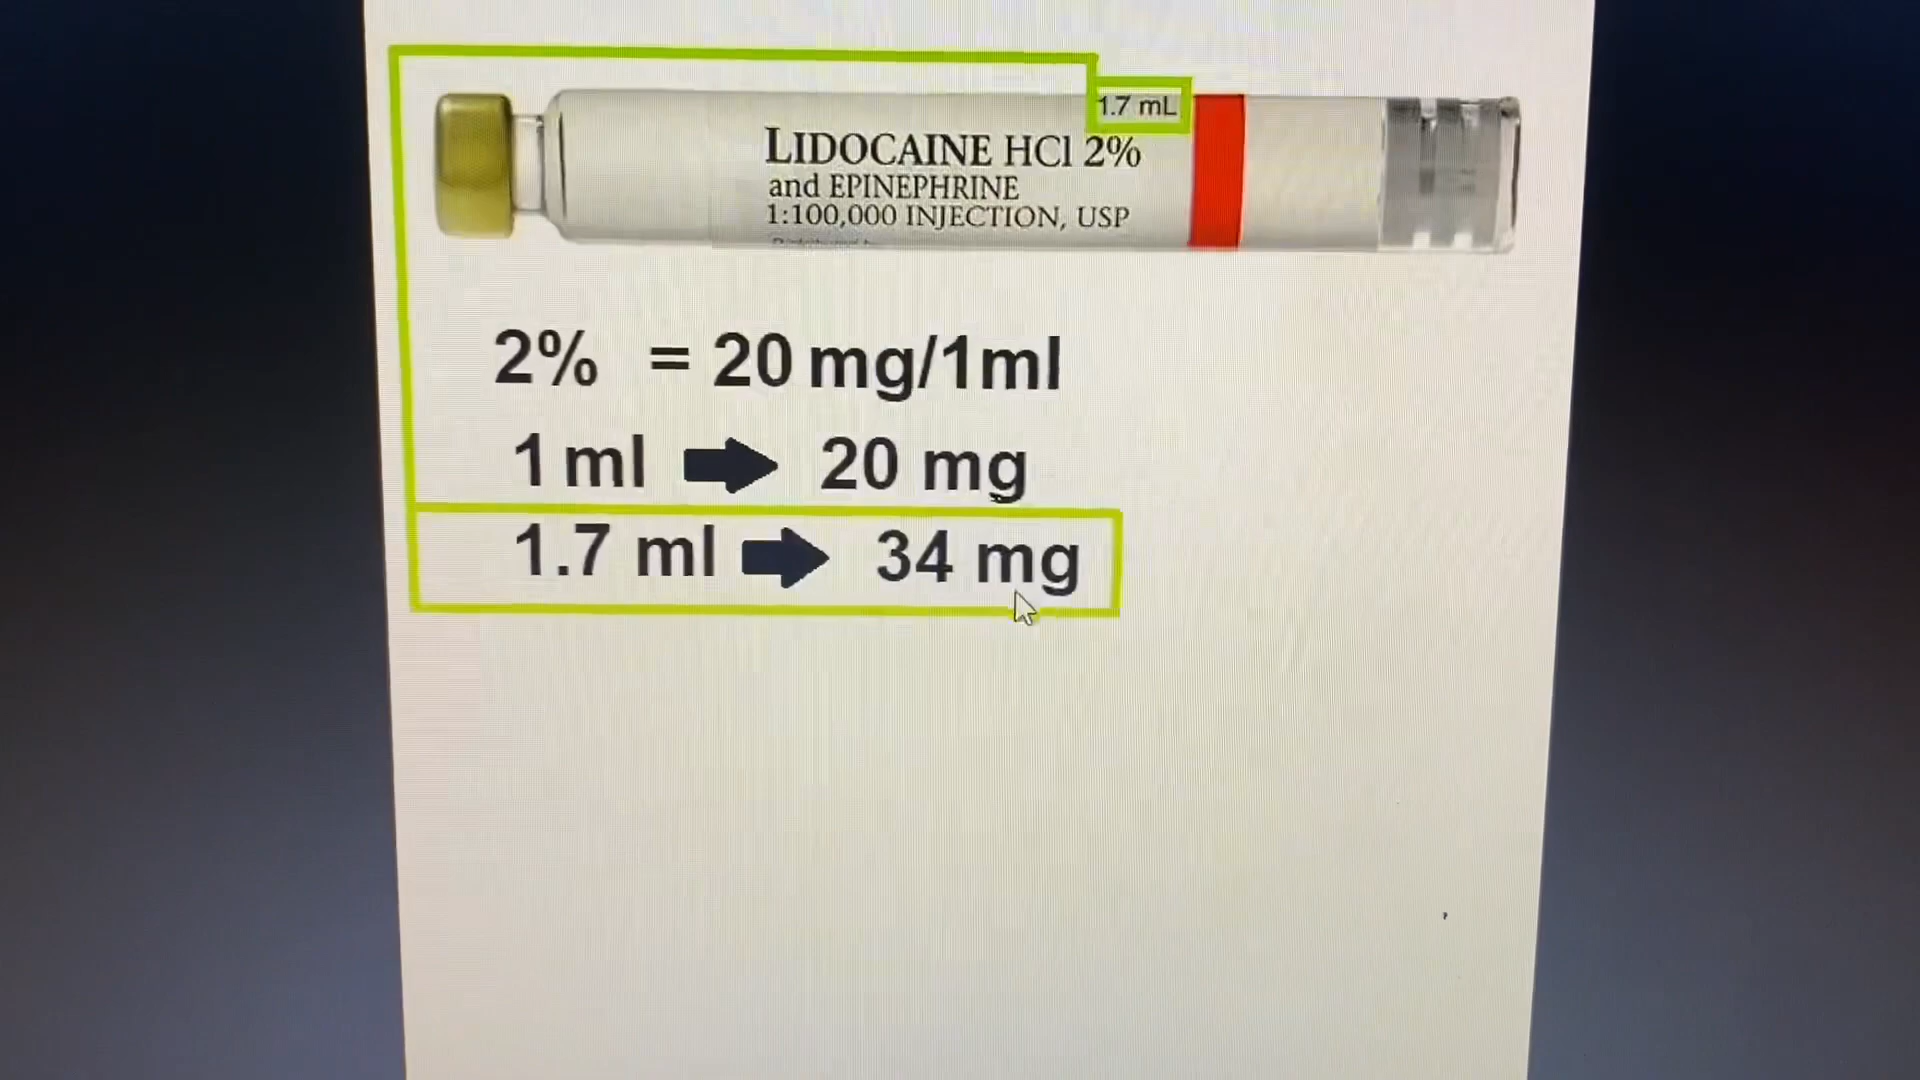 1.7 mL
LIDOCAINE HCl 2%
and EPINEPHRINE
1:100,000 INJECTION, USP
2% = 20 mg/1ml
1 ml 20 mg
1.7 ml 34 mg